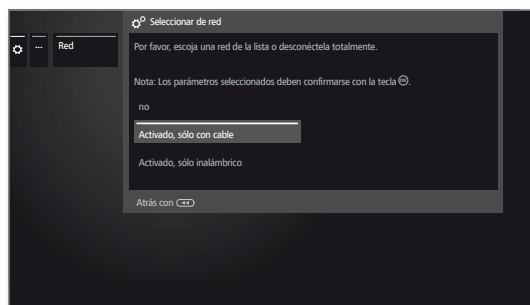 Seleccionar de red
... Red
Por favor, escoja una red de la lista o desconéctela totalmente.
Nota: Los parámetros seleccionados deben confirmarse con la tecla OK.
no
Activado, sólo con cable
Activado, sólo inalámbrico
Atrás con